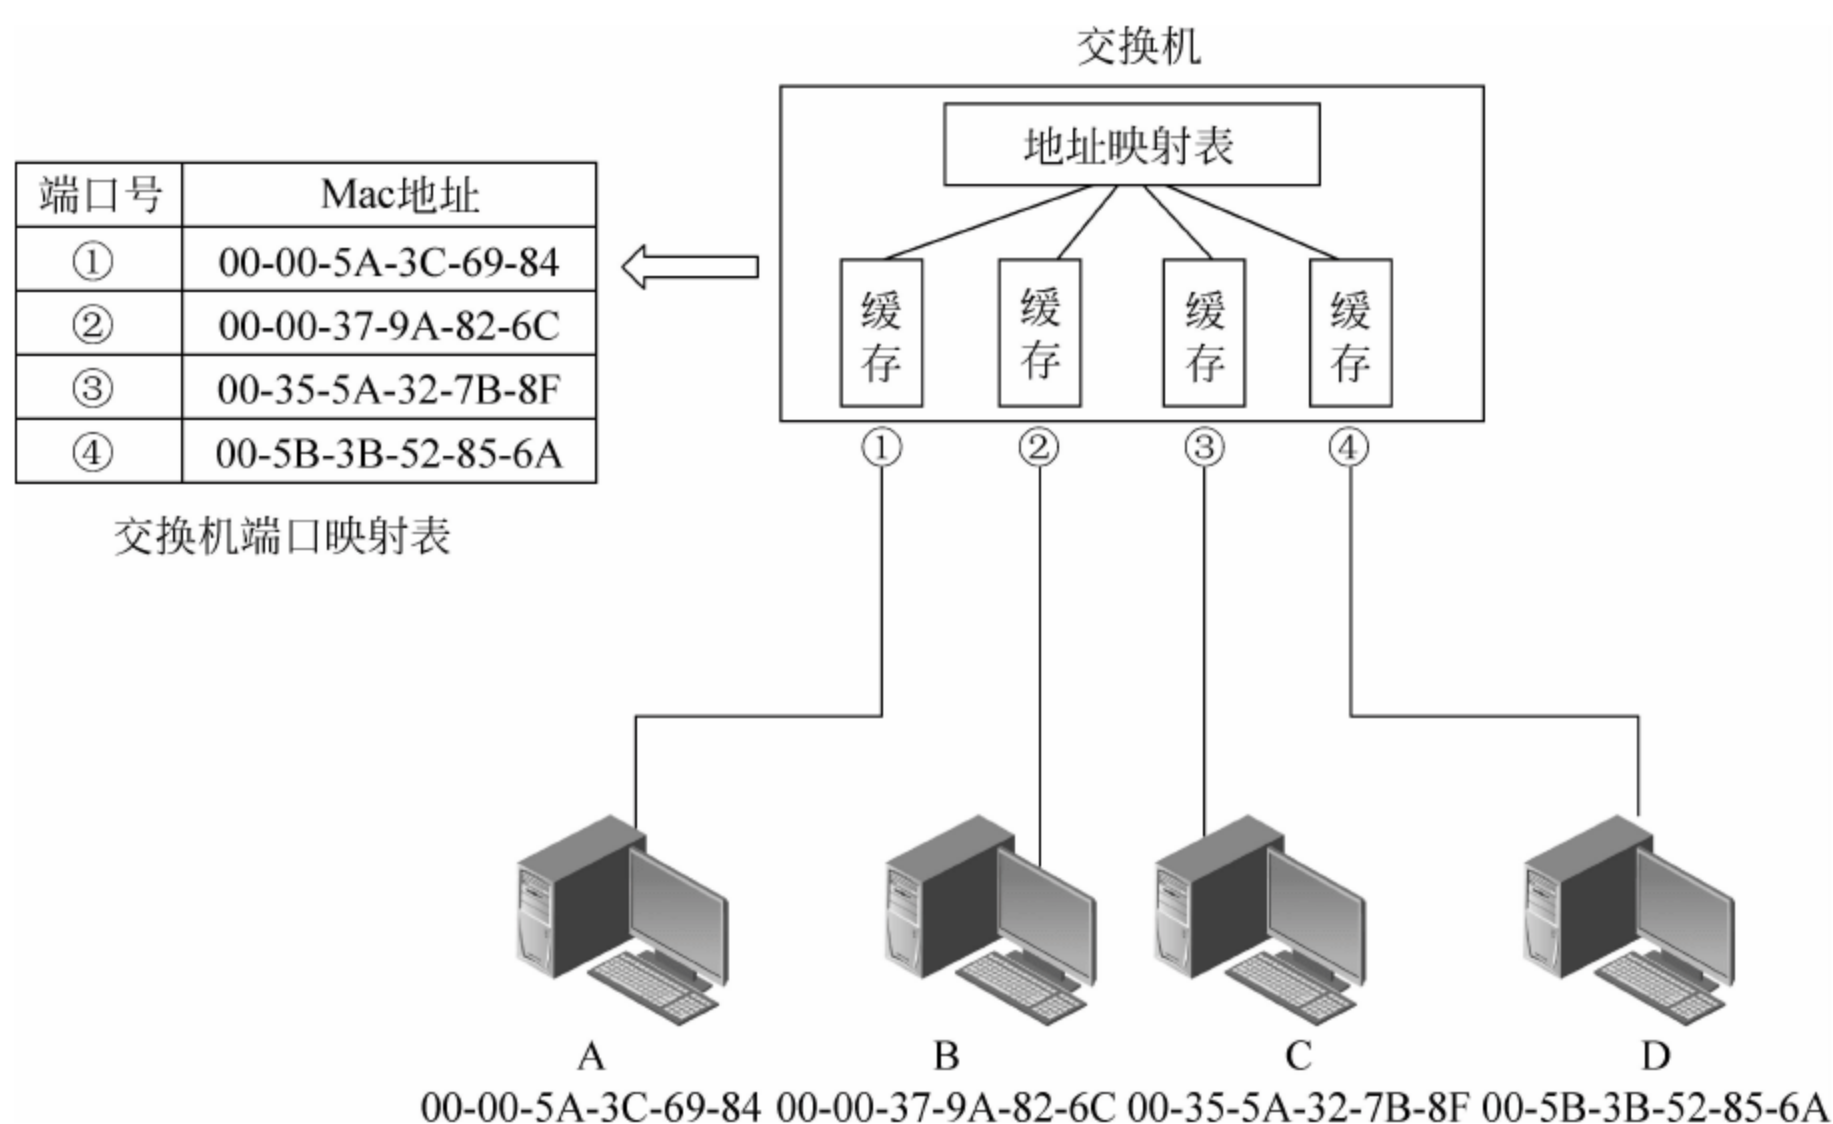 交换机
地址映射表
端口号 Mac地址
① 00-00-5A-3C-69-84
② 00-00-37-9A-82-6C
③ 00-35-5A-32-7B-8F
④ 00-5B-3B-52-85-6A
交换机端口映射表
缓存 缓存 缓存 缓存
① ② ③ ④
A B C D
00-00-5A-3C-69-84 00-00-37-9A-82-6C 00-35-5A-32-7B-8F 00-5B-3B-52-85-6A